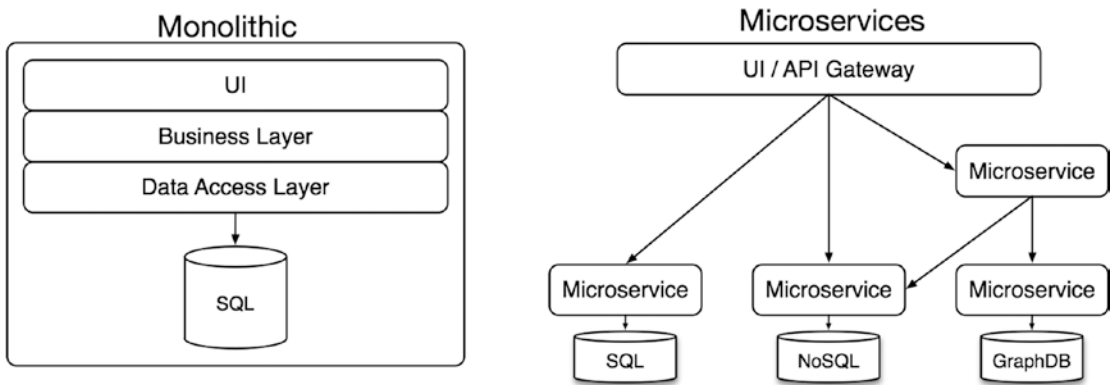 Monolithic
UI
Business Layer
Data Access Layer
SQL
Microservices
UI / API Gateway
Microservice
Microservice
Microservice
Microservice
SQL
NoSQL
GraphDB